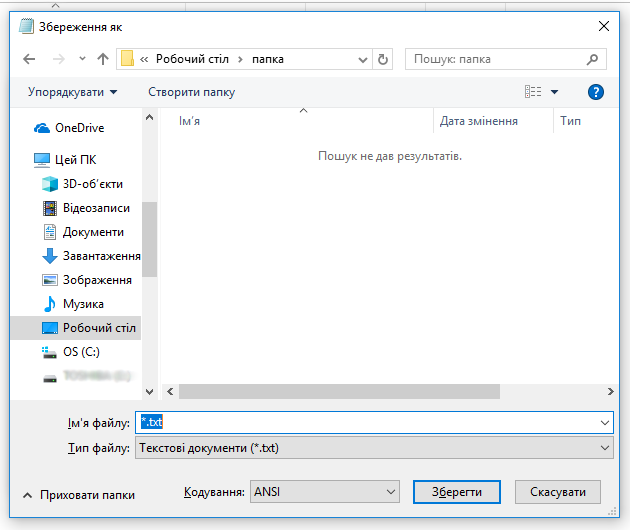 Збереження як
« Робочий стіл › папка
Пошук: папка
Упорядкувати
Створити папку
?
Ім'я
Дата змінення
Тип
Пошук не дав результатів.
OneDrive
Цей ПК
3D-об'єкти
Відеозаписи
Документи
Завантаження
Зображення
Музика
Робочий стіл
OS (C:)
Ім'я файлу:
*.txt
Тип файлу:
Текстові документи (*.txt)
Приховати папки
Кодування:
ANSI
Зберегти
Скасувати